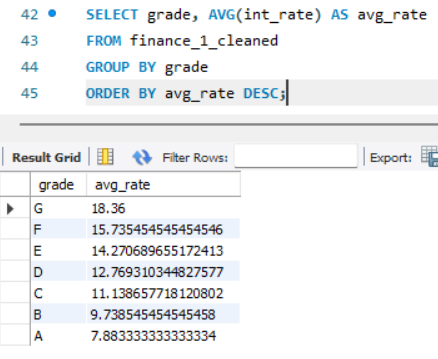 42 SELECT grade, AVG(int_rate) AS avg_rate
43 FROM finance_1_cleaned
44 GROUP BY grade
45 ORDER BY avg_rate DESC;
Result Grid Filter Rows: Export:
grade avg_rate
G 18.36
F 15.735454545454546
E 14.270689655172413
D 12.769310344827577
C 11.138657718120802
B 9.738545454545458
A 7.883333333333334